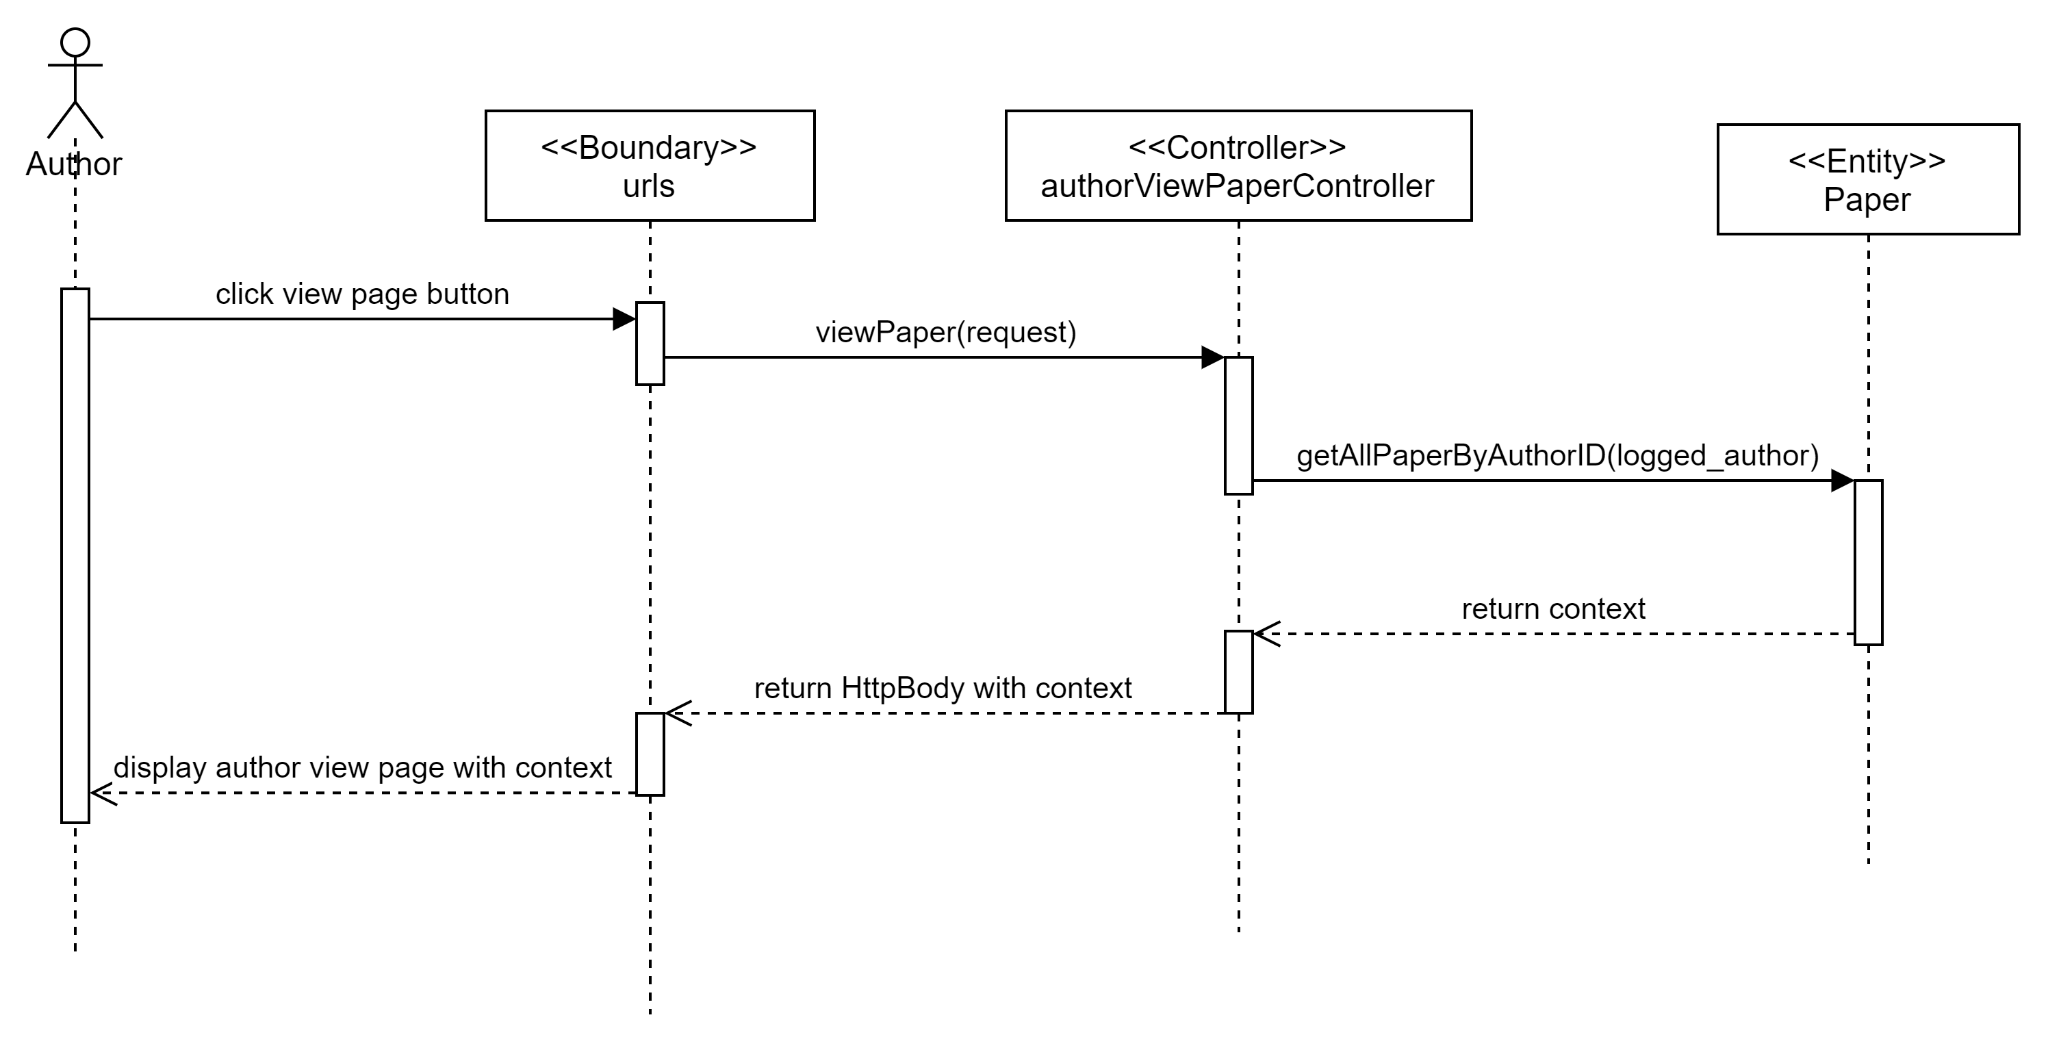 Author
<<Boundary>>
urls
<<Controller>>
authorViewPaperController
<<Entity>>
Paper
click view page button
viewPaper(request)
getAllPaperByAuthorID(logged_author)
return context
return HttpBody with context
display author view page with context